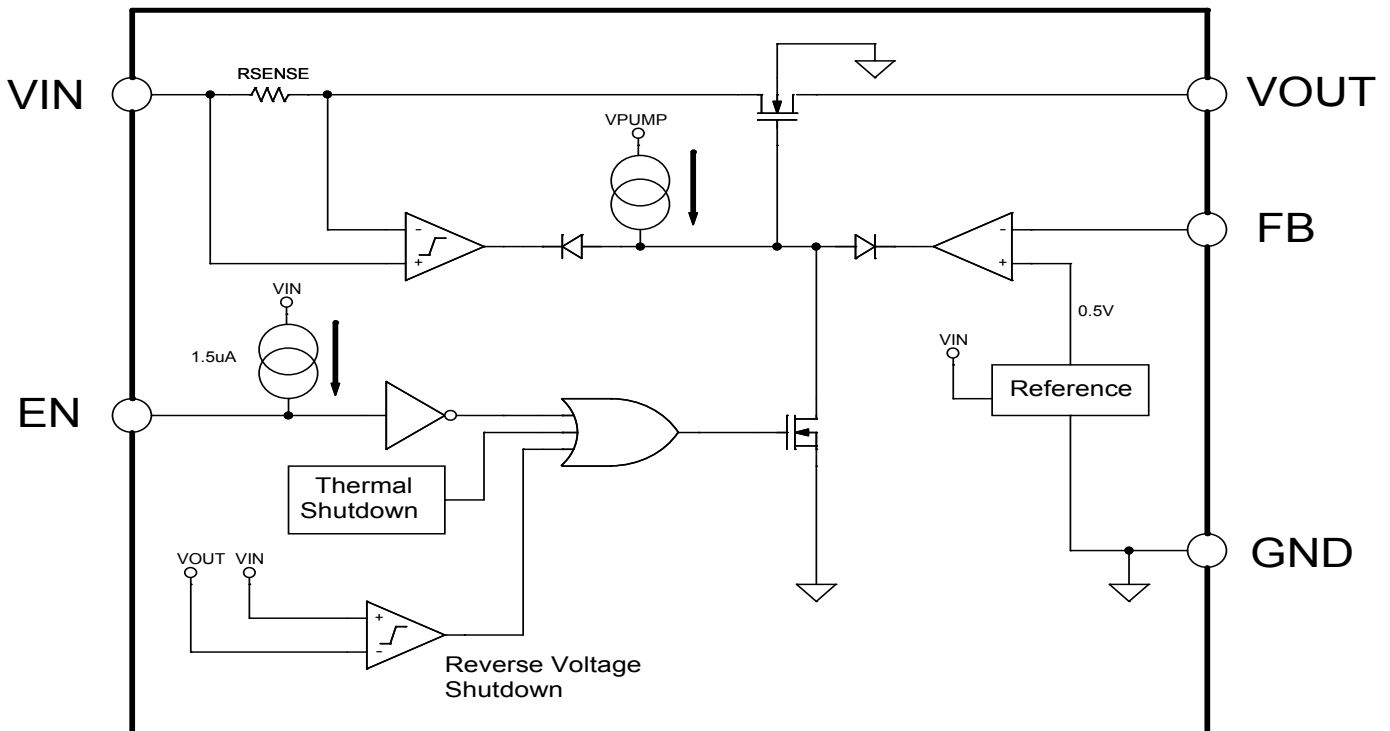 RSENSE
VIN
VOUT
VPUMP
-
+
-
+
FB
VIN
1.5uA
0.5V
VIN
Reference
EN
Thermal
Shutdown
VOUT VIN
GND
+
-
Reverse Voltage
Shutdown